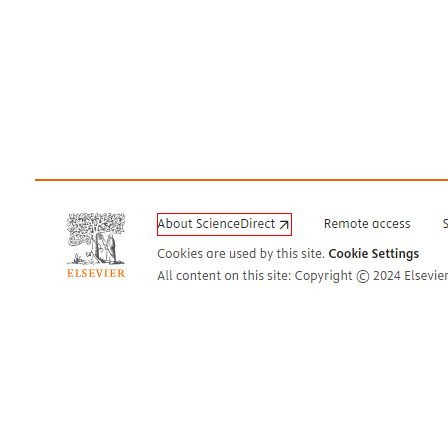 About ScienceDirect Remote access S
Cookies are used by this site. Cookie Settings
All content on this site: Copyright © 2024 Elsevier
ELSEVIER